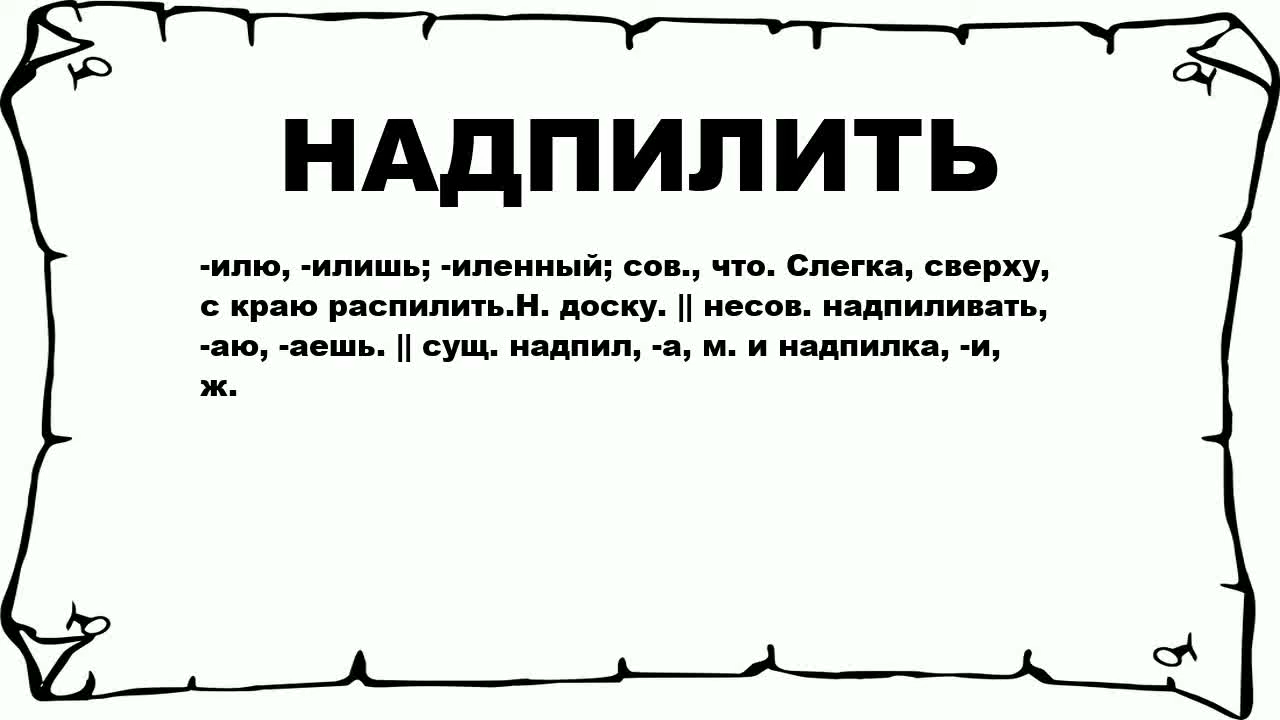 НАДПИЛИТЬ
-илю, -илишь; -иленный; сов., что. Слегка, сверху,
с краю распилить.Н. доску. || несов. надпиливать,
-аю, -аешь. || сущ. надпил, -а, м. и надпилка, -и,
ж.